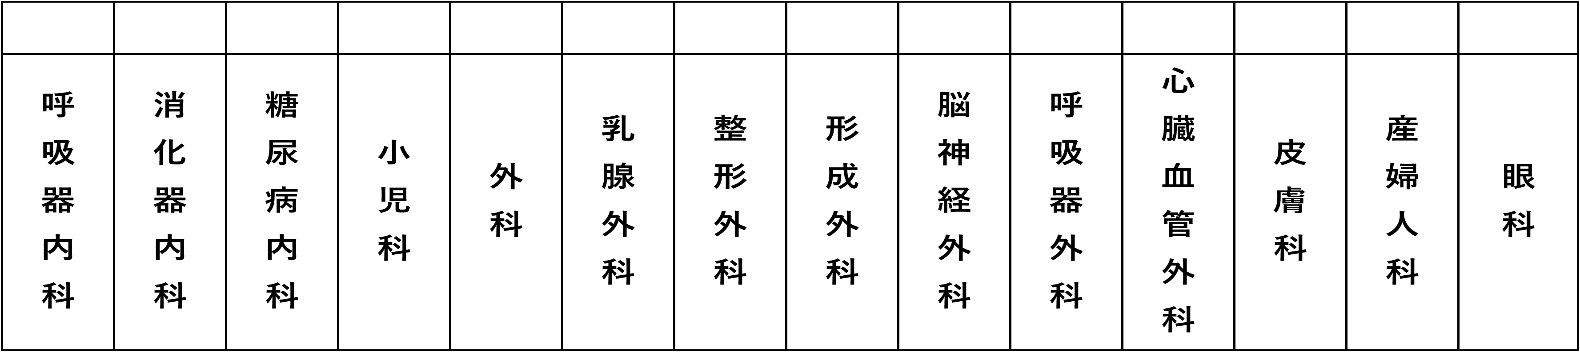 呼吸器内科
消化器内科
糖尿病内科
小児科
外科
乳腺外科
整形外科
形成外科
脳神経外科
呼吸器外科
心臓血管外科
皮膚科
産婦人科
眼科